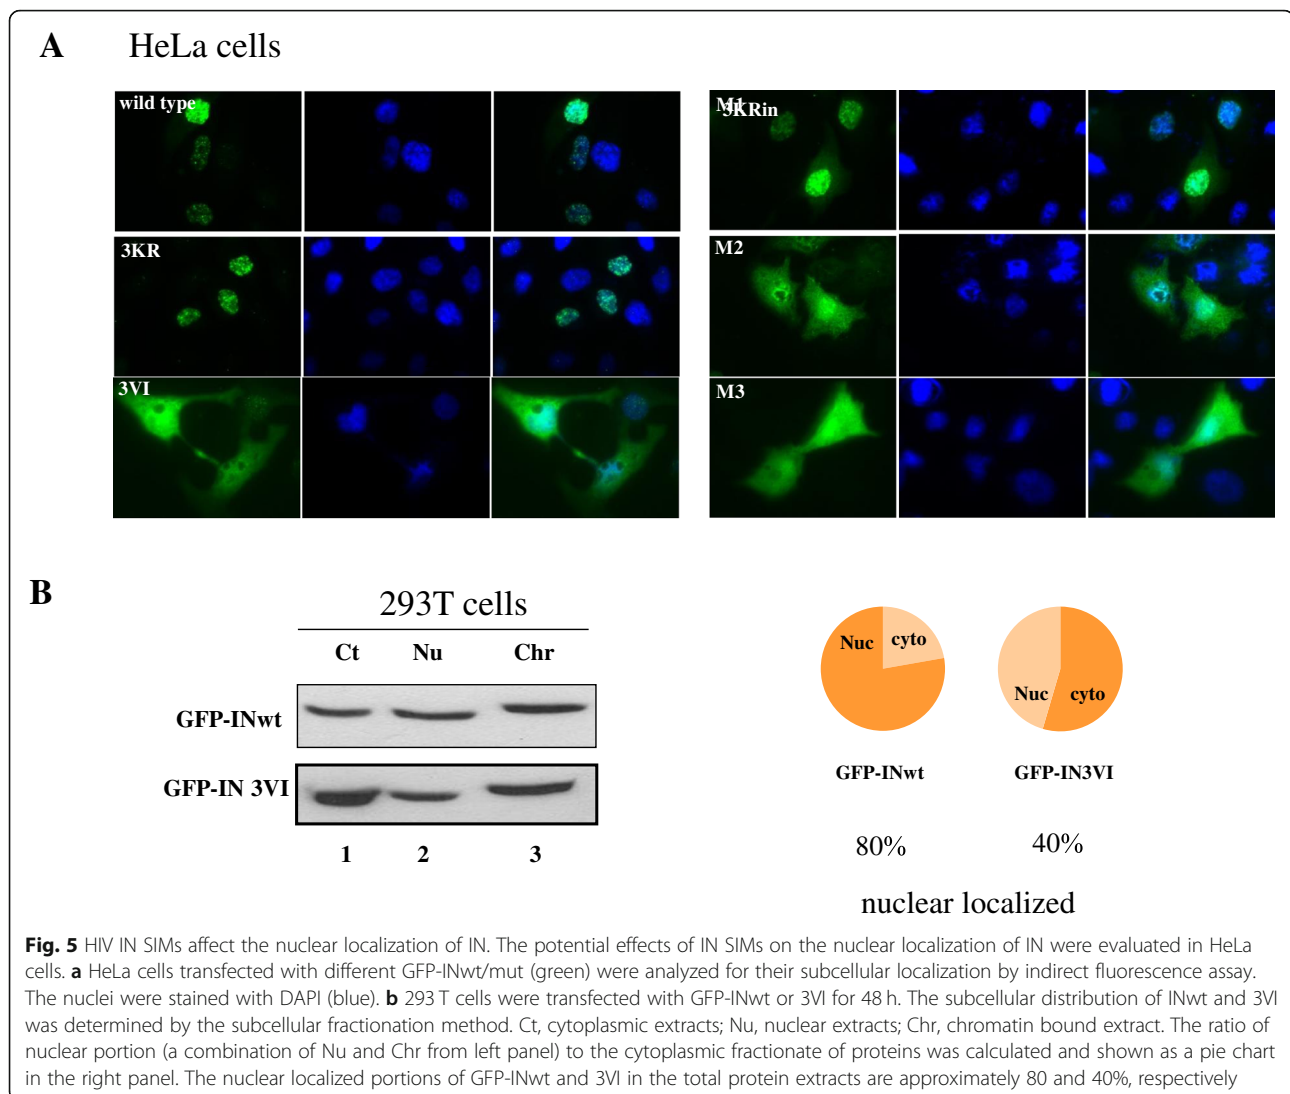 A HeLa cells
wild type
M1
3KRin
3KR
M2
3VI
M3
B
293T cells
Ct Nu Chr
GFP-INwt
GFP-IN 3VI
1 2 3
Nuc cyto
Nuc cyto
GFP-INwt GFP-IN3VI
80% 40%
nuclear localized
Fig. 5 HIV IN SIMs affect the nuclear localization of IN. The potential effects of IN SIMs on the nuclear localization of IN were evaluated in HeLa
cells. a HeLa cells transfected with different GFP-INwt/mut (green) were analyzed for their subcellular localization by indirect fluorescence assay.
The nuclei were stained with DAPI (blue). b 293 T cells were transfected with GFP-INwt or 3VI for 48 h. The subcellular distribution of INwt and 3VI
was determined by the subcellular fractionation method. Ct, cytoplasmic extracts; Nu, nuclear extracts; Chr, chromatin bound extract. The ratio of
nuclear portion (a combination of Nu and Chr from left panel) to the cytoplasmic fractionate of proteins was calculated and shown as a pie chart
in the right panel. The nuclear localized portions of GFP-INwt and 3VI in the total protein extracts are approximately 80 and 40%, respectively